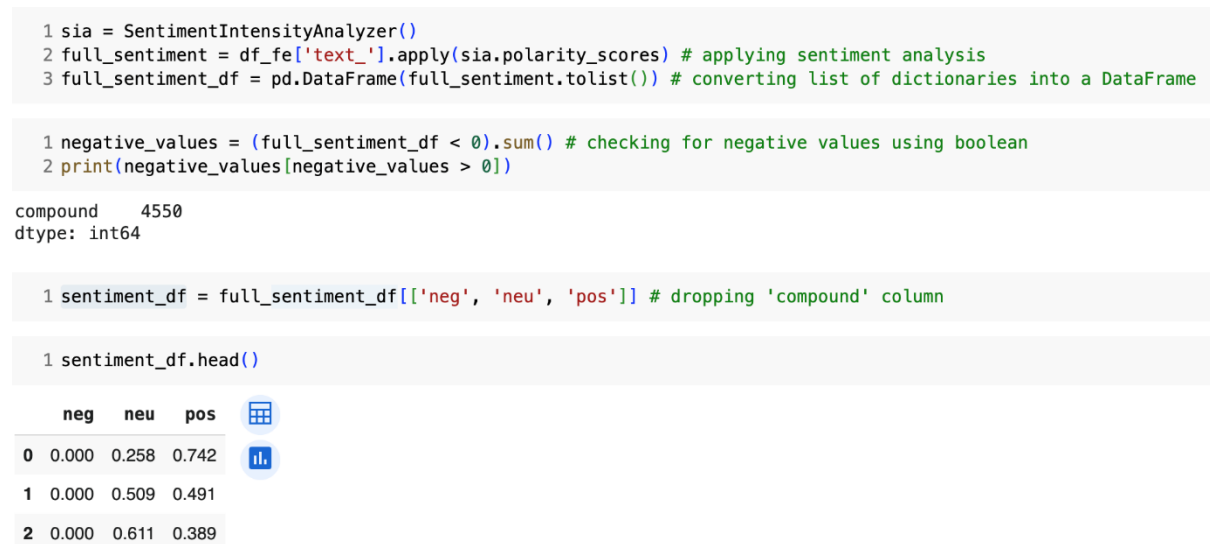 1 sia = SentimentIntensityAnalyzer()
2 full_sentiment = df_fe['text_'].apply(sia.polarity_scores) # applying sentiment analysis
3 full_sentiment_df = pd.DataFrame(full_sentiment.tolist()) # converting list of dictionaries into a DataFrame
1 negative_values = (full_sentiment_df < 0).sum() # checking for negative values using boolean
2 print(negative_values[negative_values > 0])
compound    4550
dtype: int64
1 sentiment_df = full_sentiment_df[['neg', 'neu', 'pos']] # dropping 'compound' column
1 sentiment_df.head()
neg neu pos
0 0.000 0.258 0.742
1 0.000 0.509 0.491
2 0.000 0.611 0.389